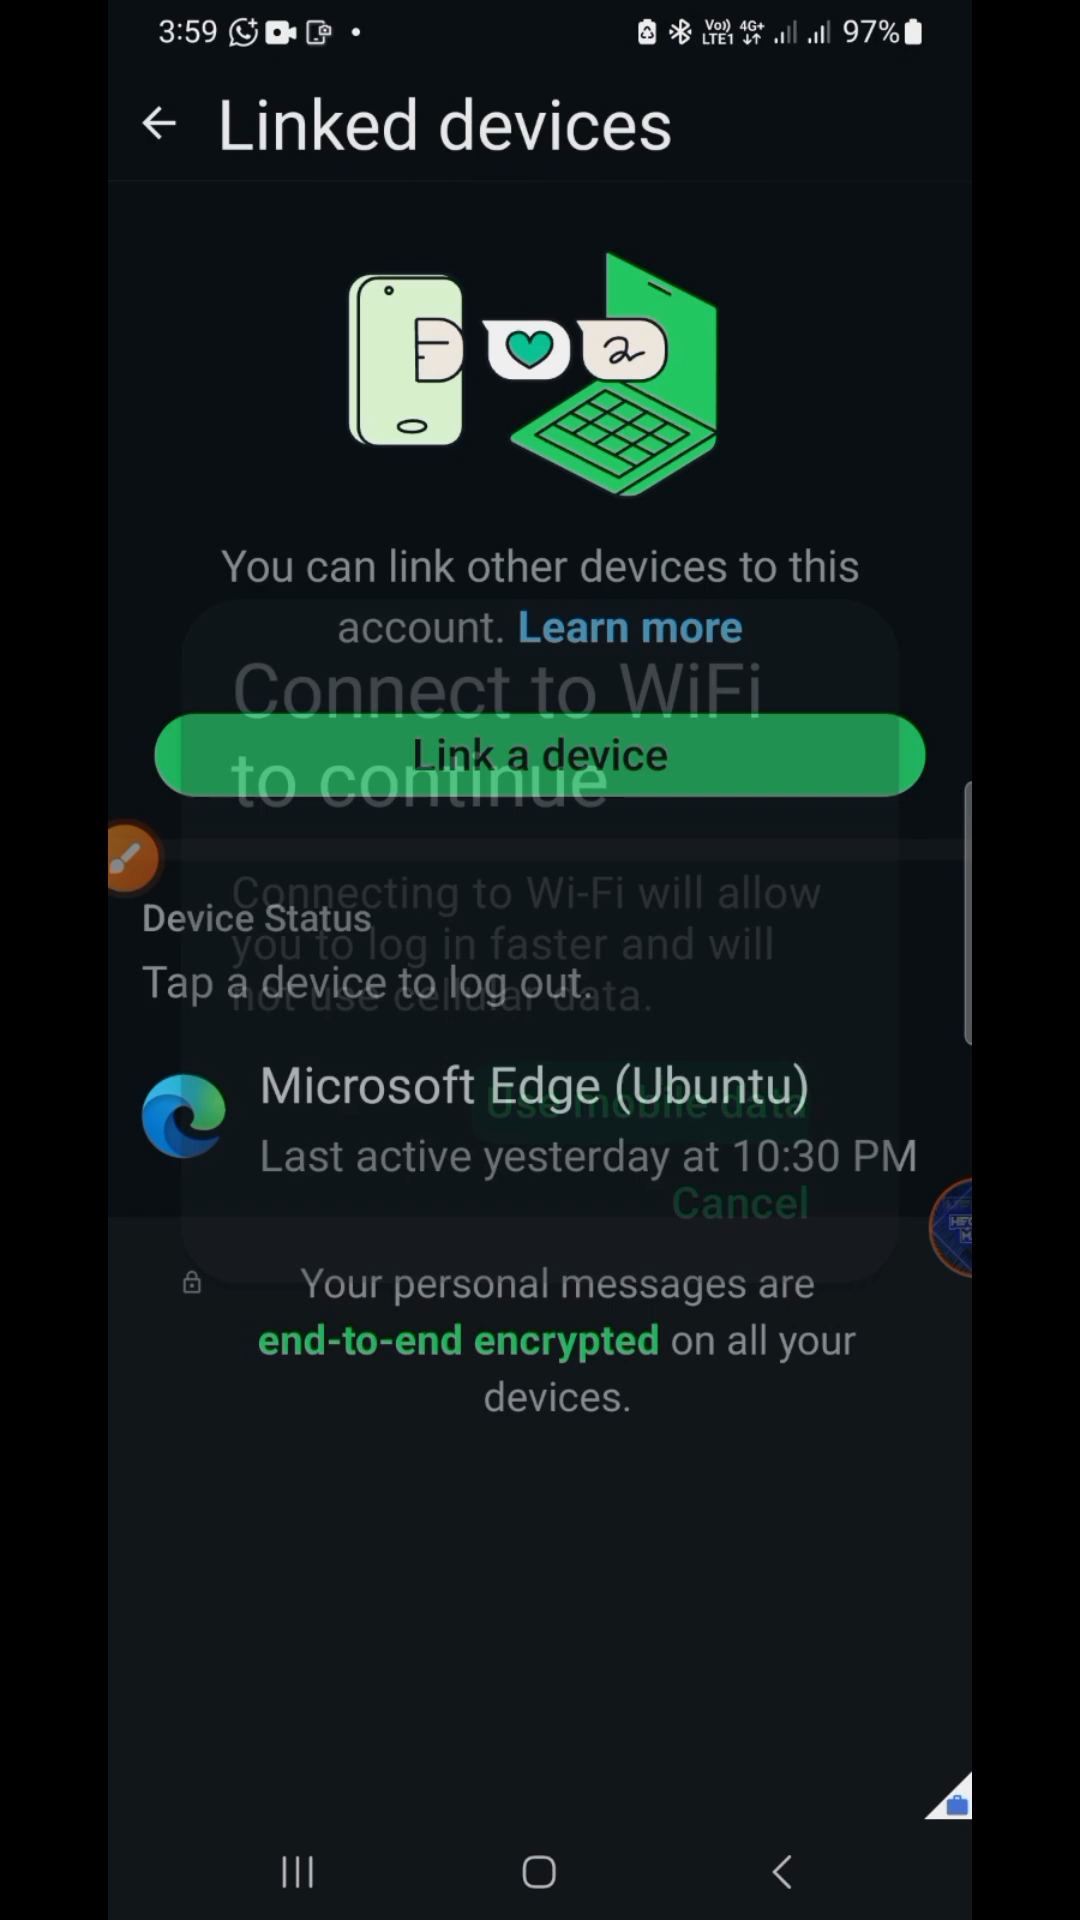 3:59
Vo)) LTE1 4G+ 97%
Linked devices
You can link other devices to this
account. Learn more
Connect to WiFi
to continue
Link a device
Connecting to Wi-Fi will allow
you to log in faster and will
not use cellular data.
Device Status
Tap a device to log out.
Microsoft Edge (Ubuntu)
Use mobile data
Last active yesterday at 10:30 PM
Cancel
Your personal messages are
end-to-end encrypted on all your
devices.